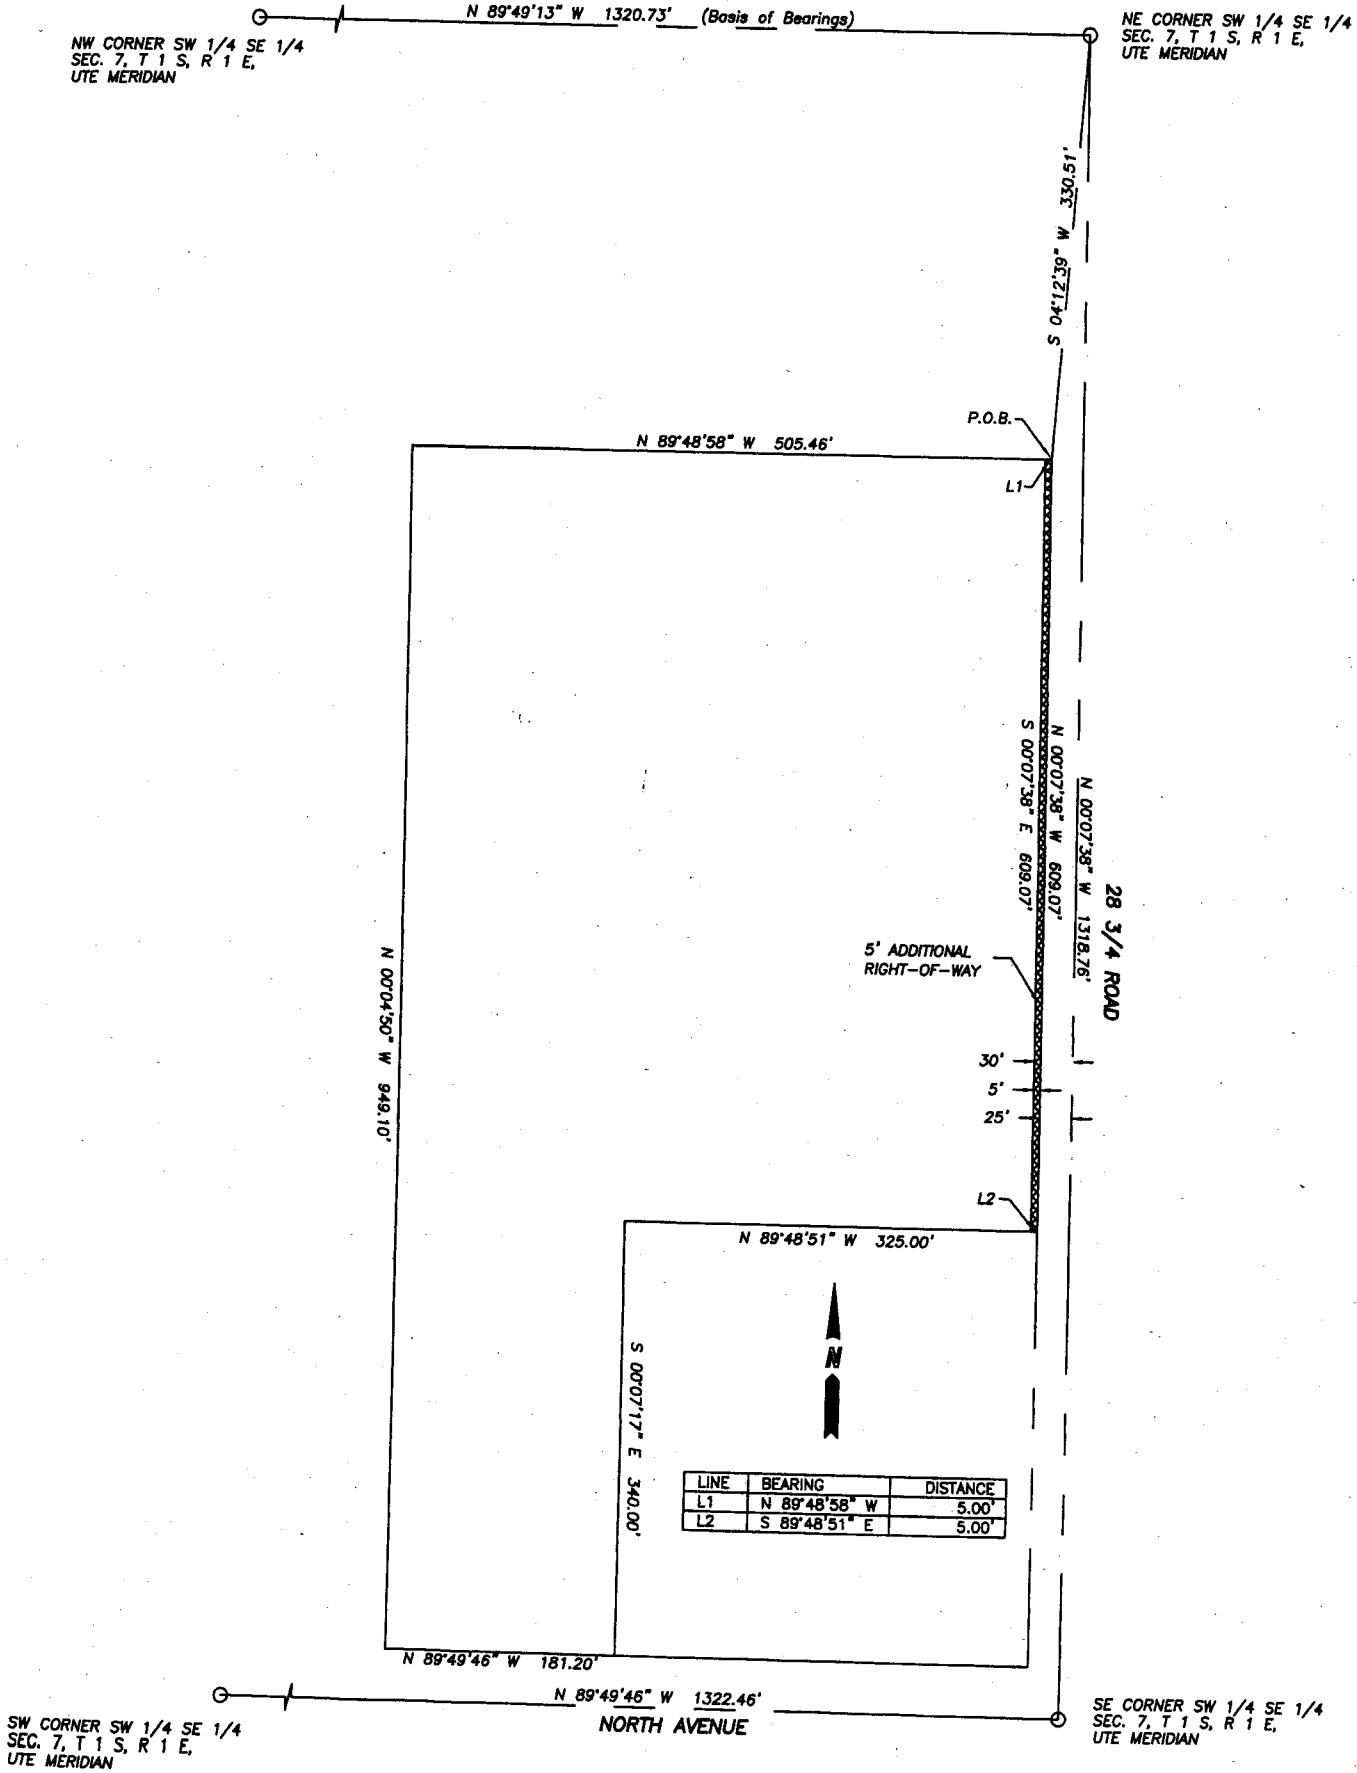 N 89°49'13" W 1320.73' (Basis of Bearings)
NW CORNER SW 1/4 SE 1/4
SEC. 7, T 1 S, R 1 E,
UTE MERIDIAN
NE CORNER SW 1/4 SE 1/4
SEC. 7, T 1 S, R 1 E,
UTE MERIDIAN
S 04°12'39" W 330.51'
P.O.B.
N 89°48'58" W 505.46'
L1
S 00°07'38" E 609.07'
N 00°07'38" W 609.07'
N 00°07'38" W 1318.76'
28 3/4 ROAD
5' ADDITIONAL
RIGHT-OF-WAY
N 00°04'50" W 949.10'
30'
5'
25'
L2
N 89°48'51" W 325.00'
N
S 00°07'17" E 340.00'
LINE BEARING DISTANCE
L1 N 89°48'58" W 5.00'
L2 S 89°48'51" E 5.00'
N 89°49'46" W 181.20'
N 89°49'46" W 1322.46'
NORTH AVENUE
SW CORNER SW 1/4 SE 1/4
SEC. 7, T 1 S, R 1 E,
UTE MERIDIAN
SE CORNER SW 1/4 SE 1/4
SEC. 7, T 1 S, R 1 E,
UTE MERIDIAN